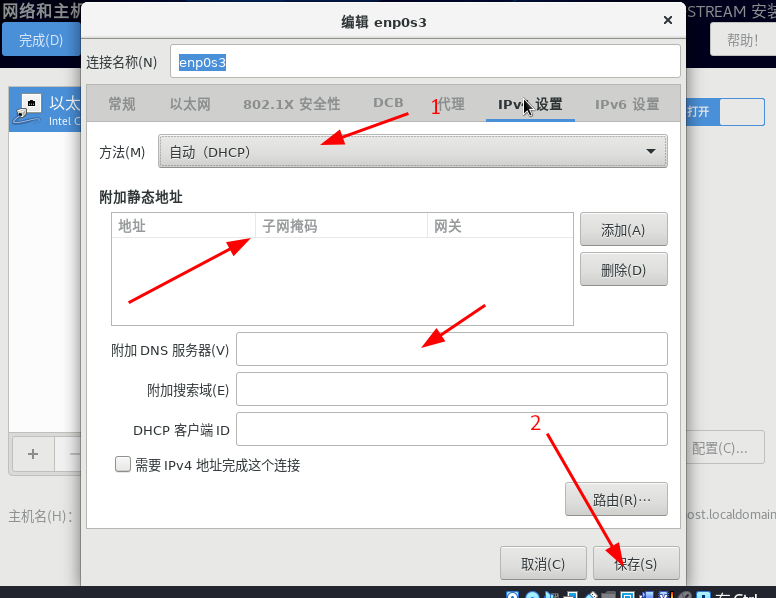 网络和主机
编辑 enp0s3
STREAM 安装
完成(D)
帮助!
连接名称(N)
enp0s3
以太
Intel C
常规
以太网
802.1X 安全性
DCB
1
代理
IPv4 设置
IPv6 设置
打开
方法(M)
自动（DHCP）
附加静态地址
地址
子网掩码
网关
添加(A)
删除(D)
附加 DNS 服务器(V)
附加搜索域(E)
DHCP 客户端 ID
2
需要 IPv4 地址完成这个连接
配置(C)...
路由(R)…
主机名(H):
ost.localdomain
取消(C)
保存(S)
右 Ctrl